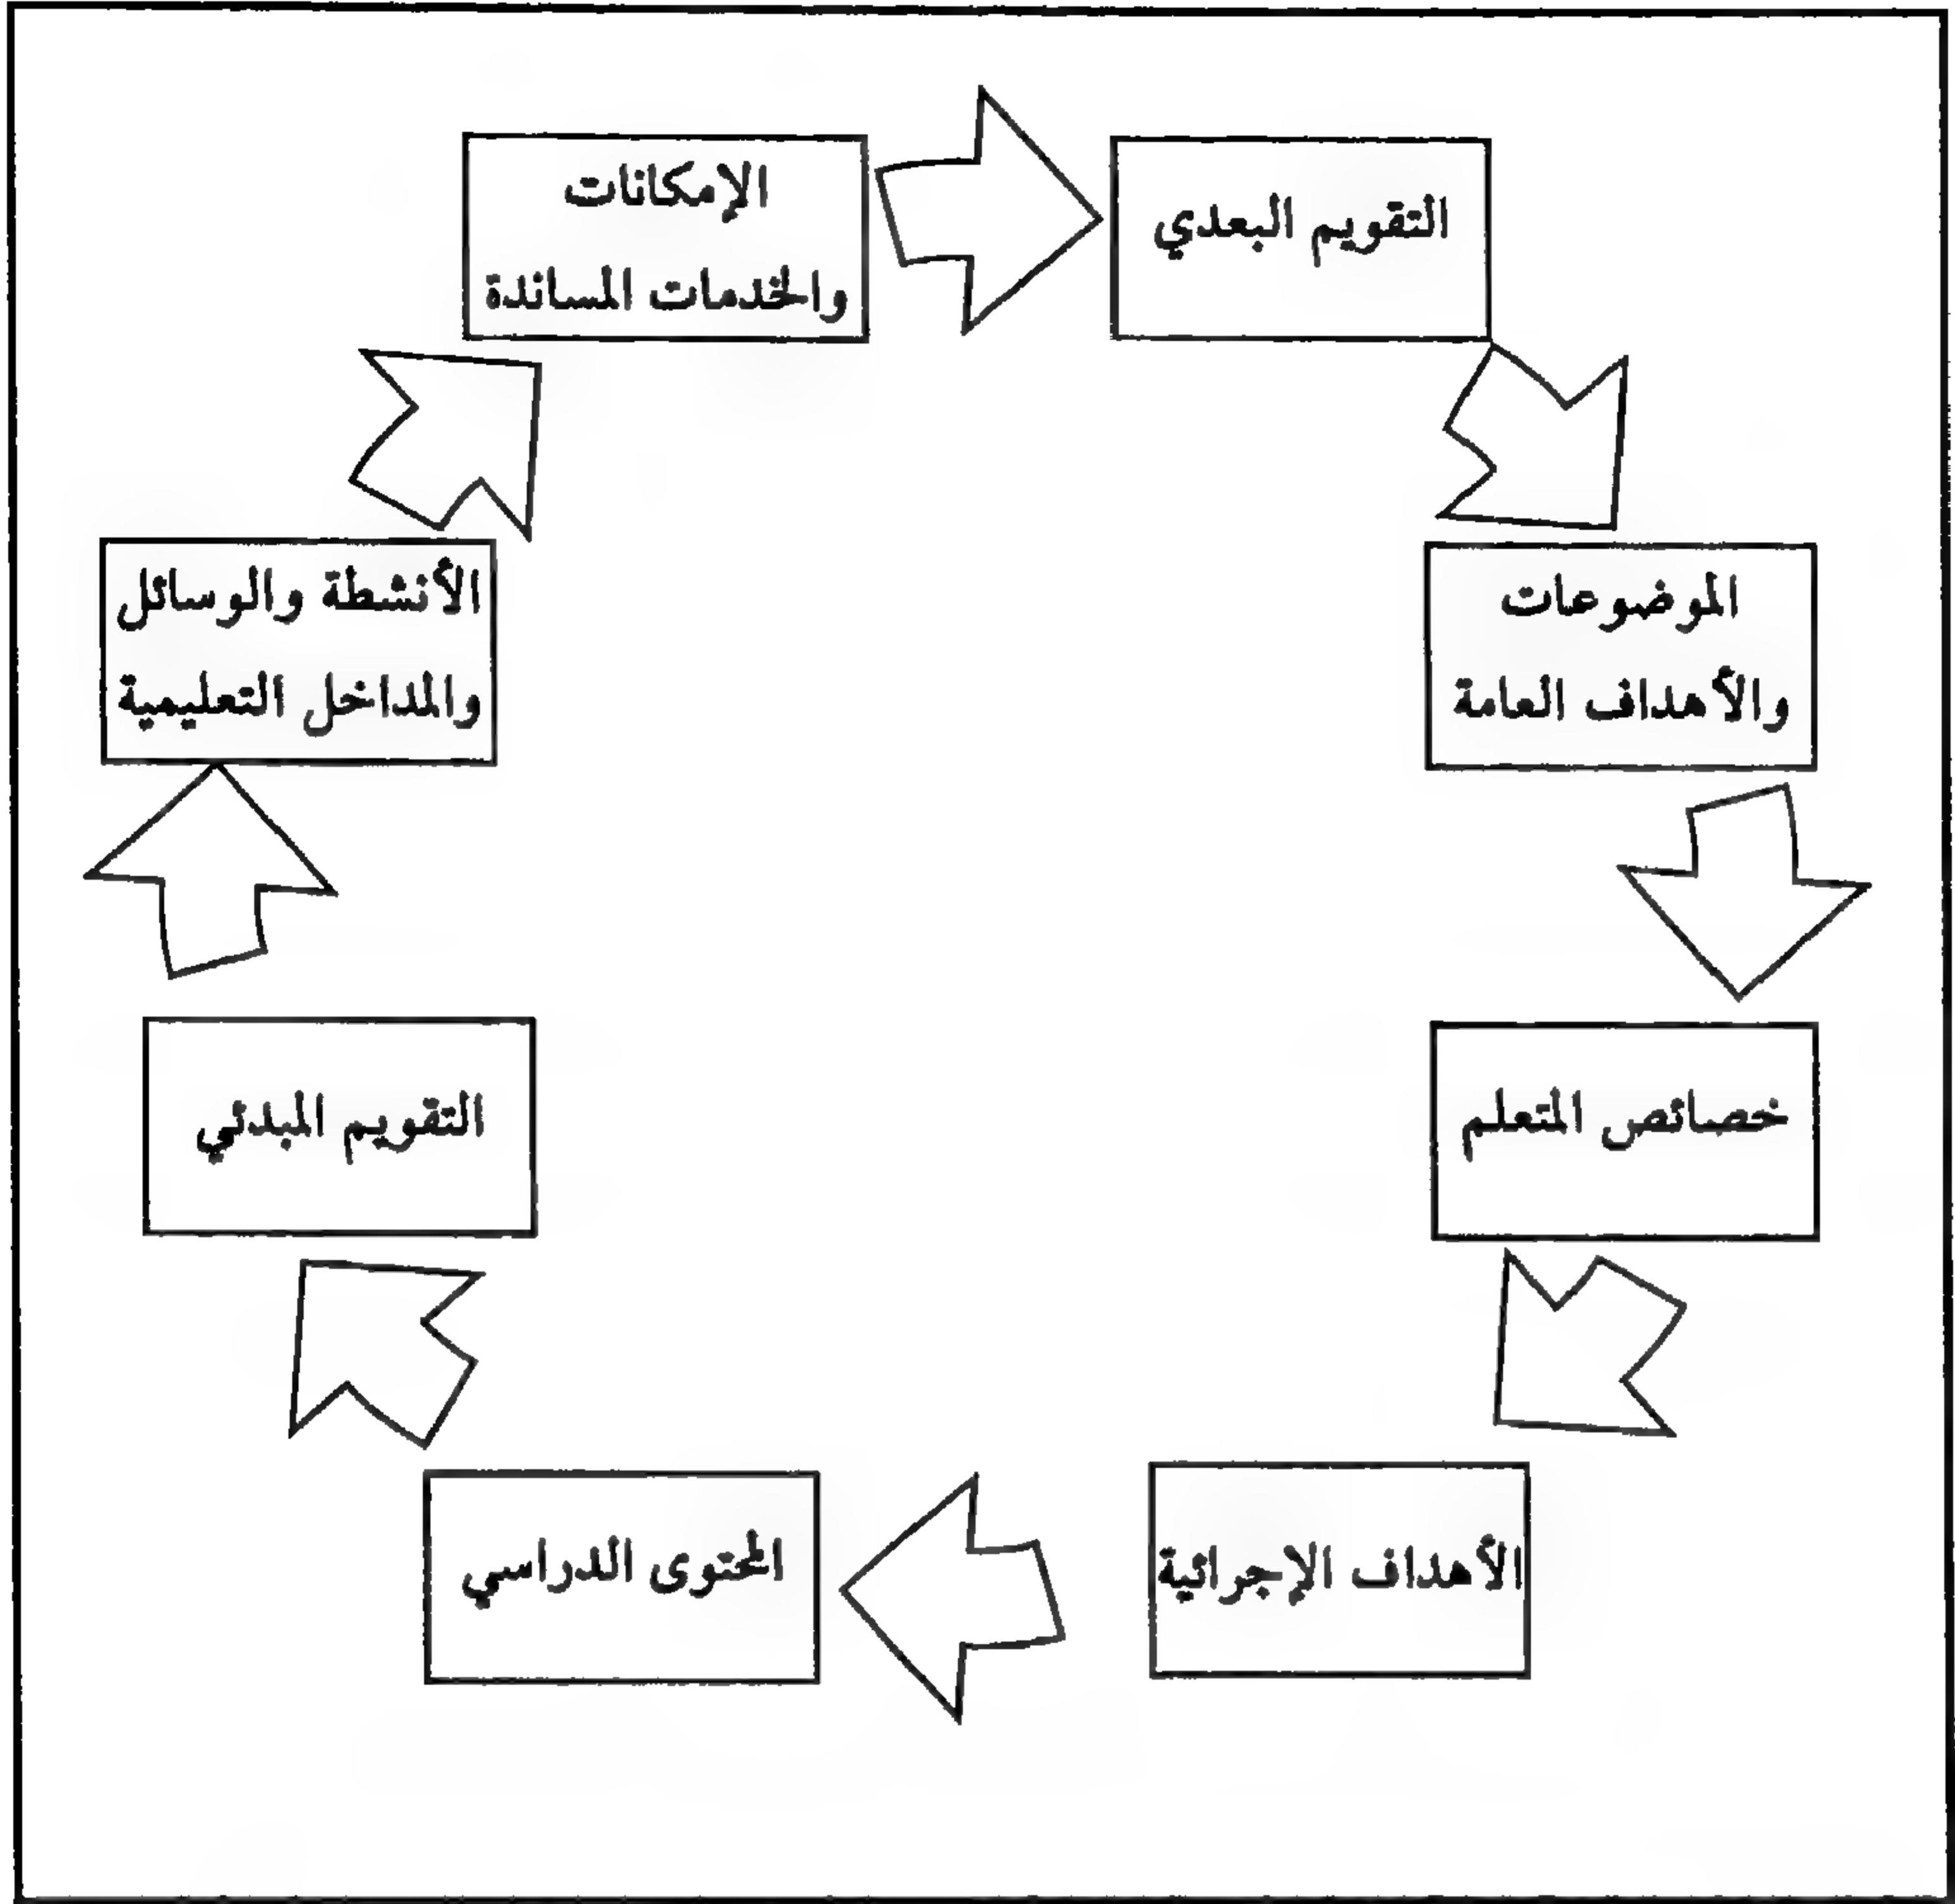 الإمكانات
والخدمات المساندة
التقويم البعدي
الموضوعات
والأهداف العامة
خصائص المتعلم
الأهداف الإجرائية
المحتوى الدراسي
التقويم المبدئي
الأنشطة والوسائل
والمداخل التعليمية